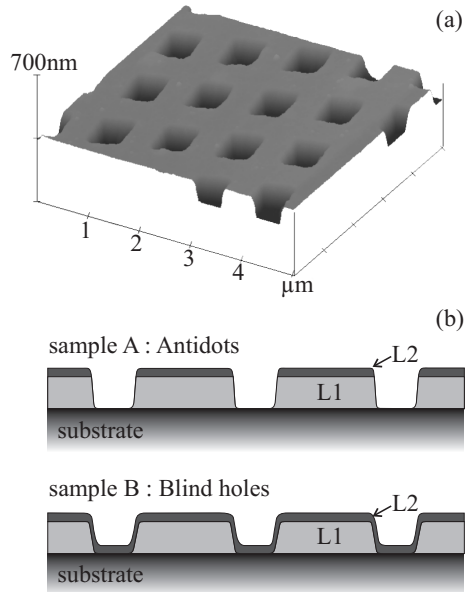 (a)
700nm
1
2
3
4
µm
(b)
sample A : Antidots
L2
L1
substrate
sample B : Blind holes
L2
L1
substrate